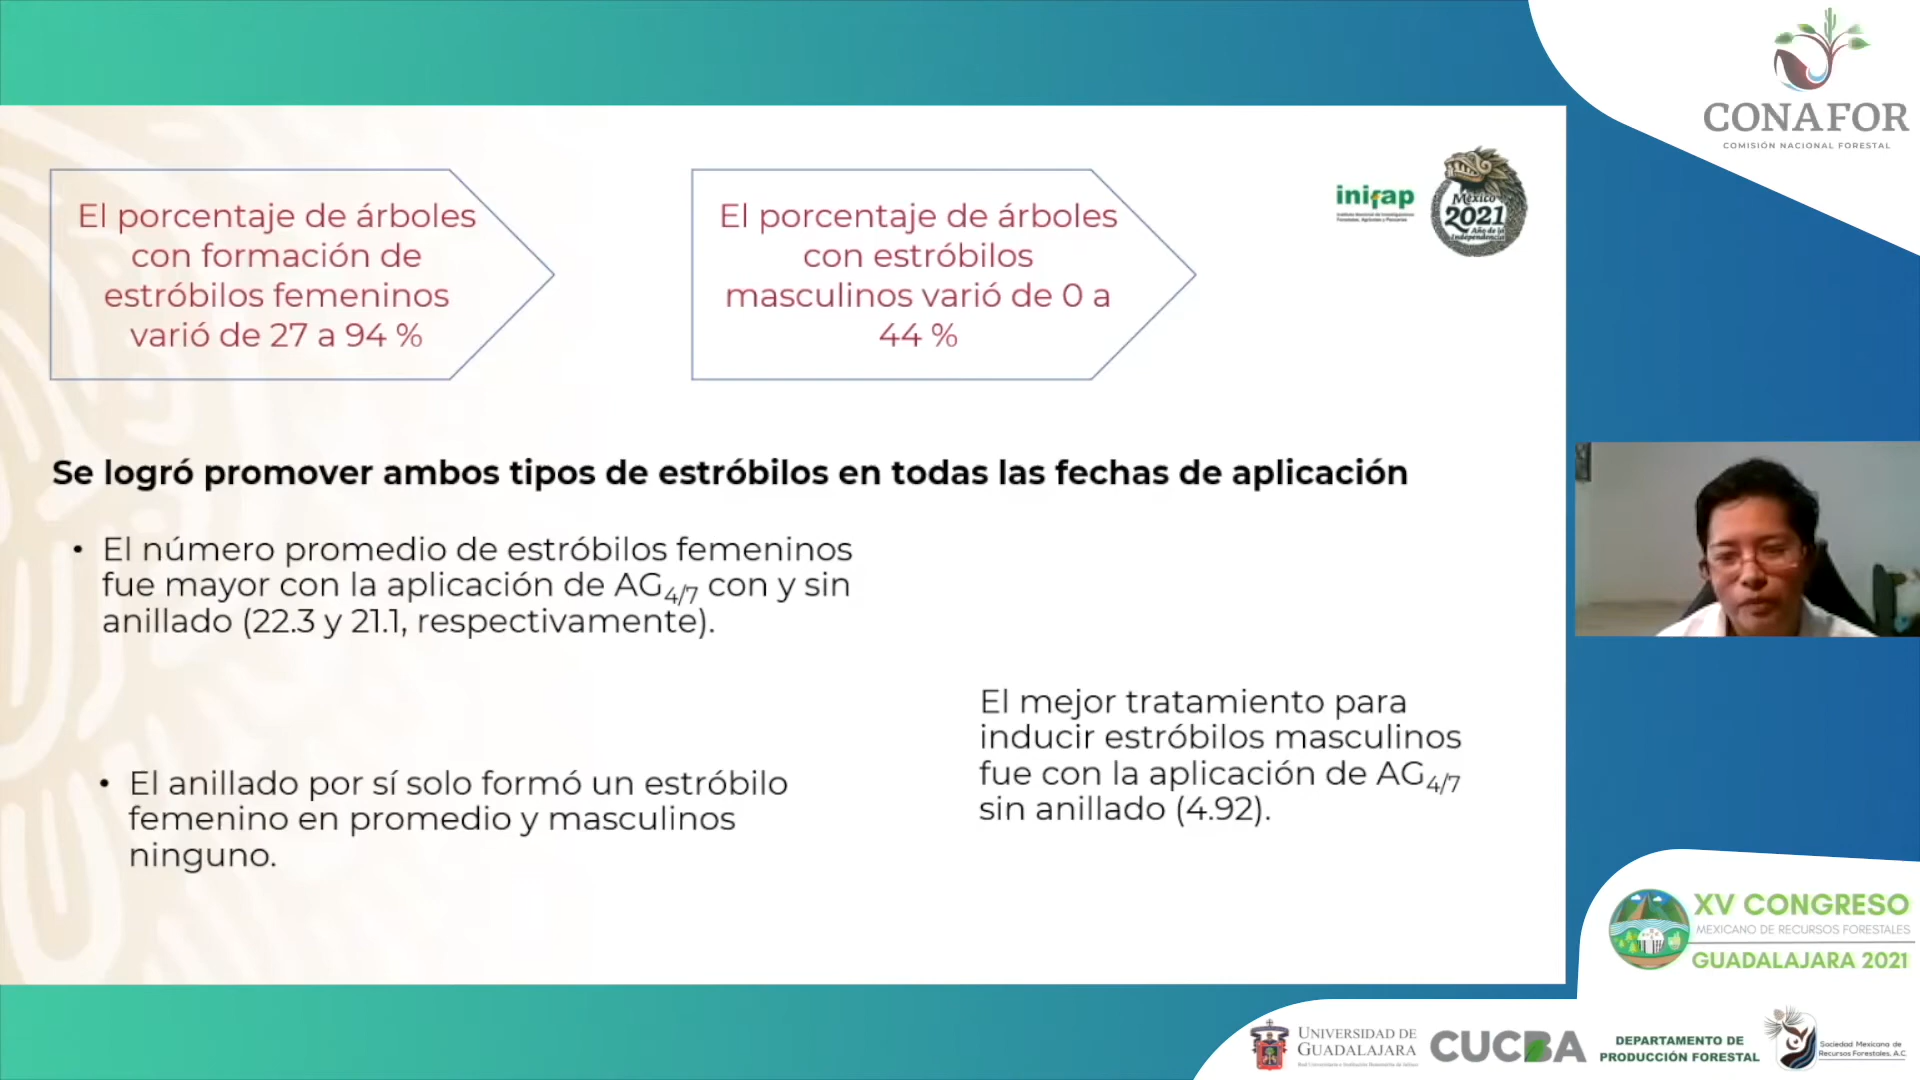 CONAFOR
COMISIÓN NACIONAL FORESTAL
El porcentaje de árboles
con formación de
estróbilos femeninos
varió de 27 a 94 %
El porcentaje de árboles
con estróbilos
masculinos varió de 0 a
44 %
inifap
México
2021
Año de la
Independencia
Se logró promover ambos tipos de estróbilos en todas las fechas de aplicación
• El número promedio de estróbilos femeninos
fue mayor con la aplicación de AG4/7 con y sin
anillado (22.3 y 21.1, respectivamente).
• El anillado por sí solo formó un estróbilo
femenino en promedio y masculinos
ninguno.
El mejor tratamiento para
inducir estróbilos masculinos
fue con la aplicación de AG4/7
sin anillado (4.92).
XV CONGRESO
MEXICANO DE RECURSOS FORESTALES
GUADALAJARA 2021
UNIVERSIDAD DE
GUADALAJARA
CUCBA
DEPARTAMENTO DE
PRODUCCIÓN FORESTAL
Sociedad Mexicana de
Recursos Forestales, A.C.